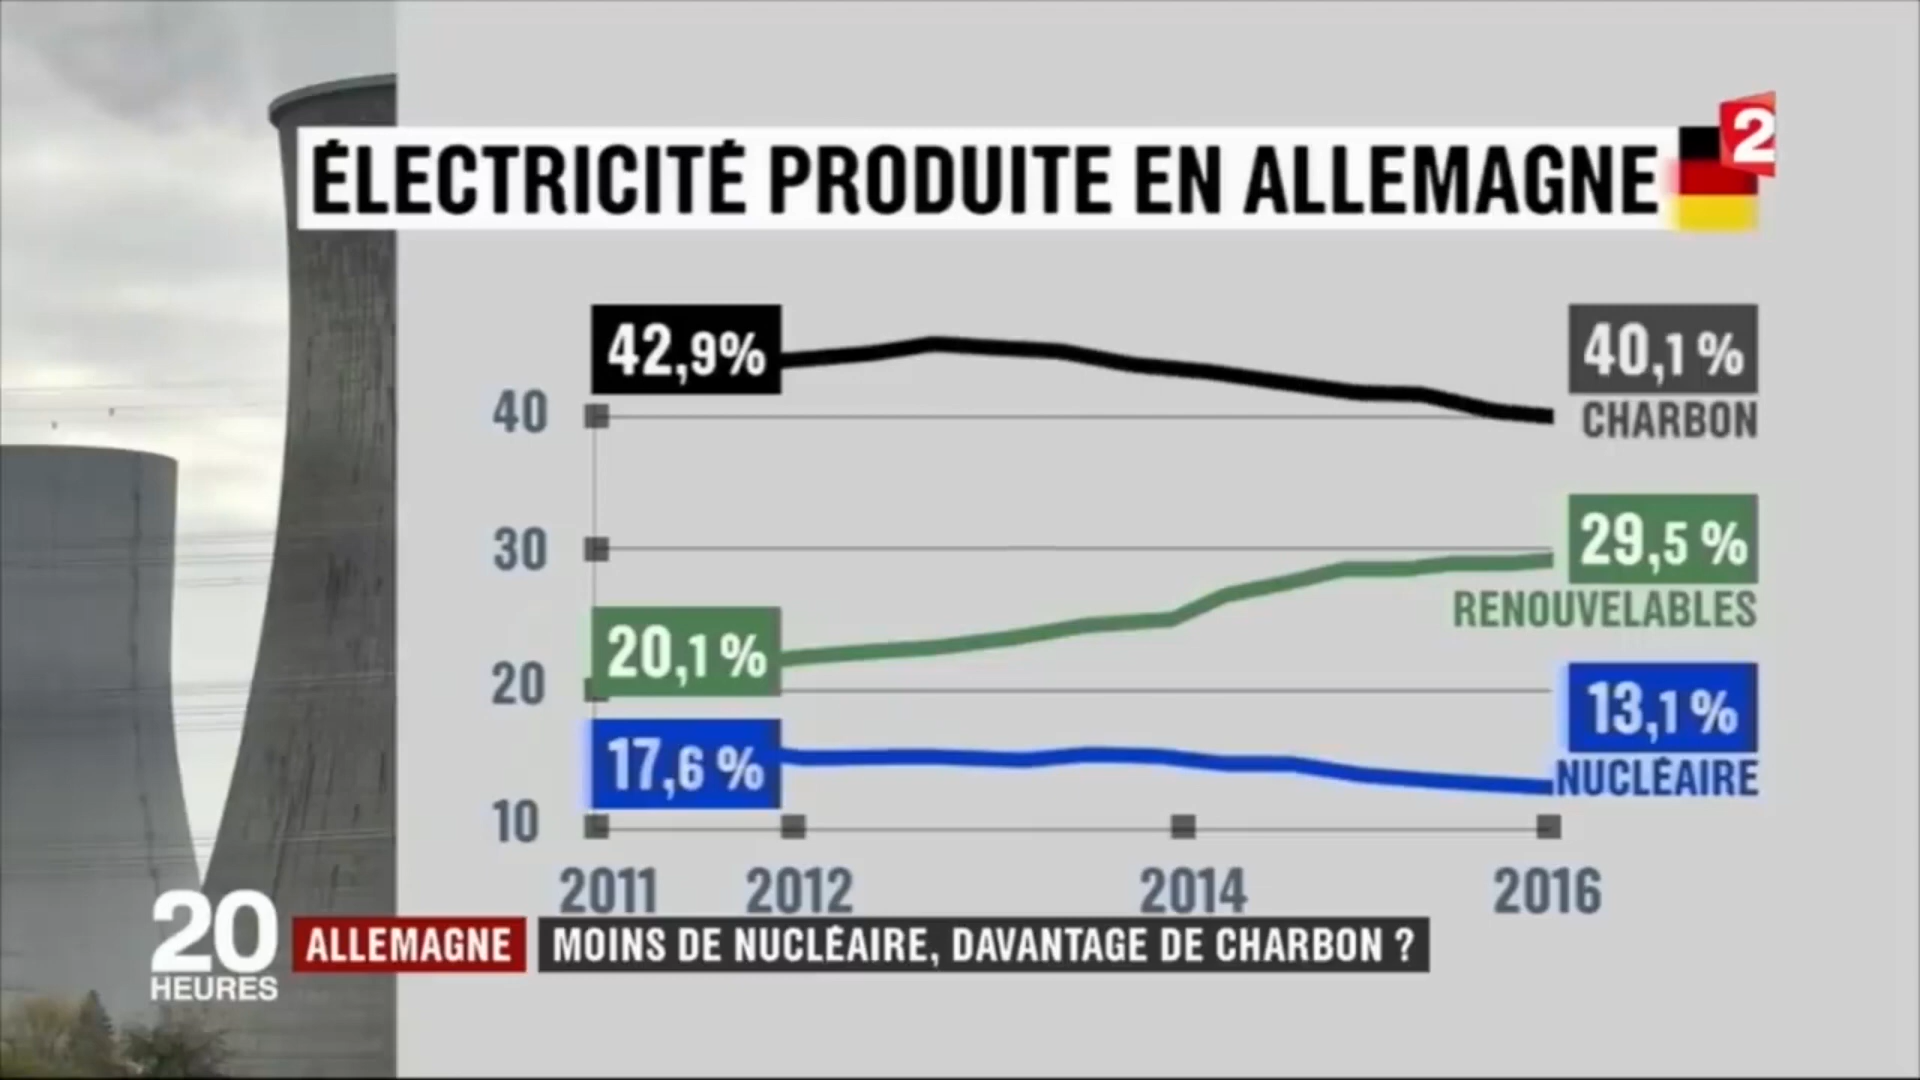 ÉLECTRICITÉ PRODUITE EN ALLEMAGNE
2
42,9%
40,1 %
CHARBON
40
30
29,5 %
RENOUVELABLES
20,1 %
20
17,6 %
13,1 %
NUCLÉAIRE
10
2011 2012 2014 2016
20 HEURES
ALLEMAGNE MOINS DE NUCLÉAIRE, DAVANTAGE DE CHARBON ?